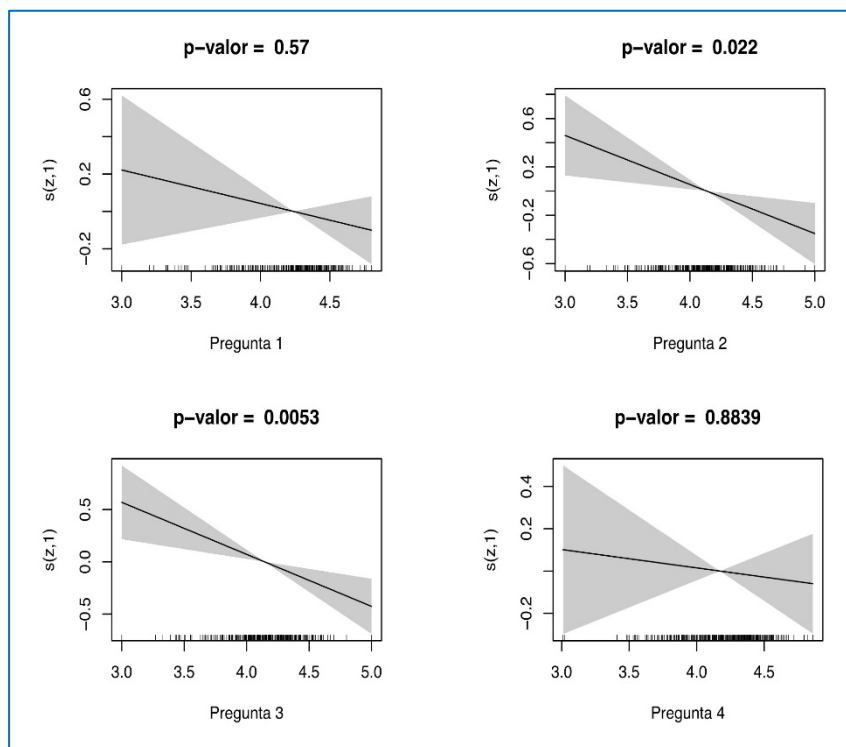 p-valor = 0.57
0.6
0.2
-0.2
s(z,1)
3.0 3.5 4.0 4.5
Pregunta 1
p-valor = 0.022
0.6
0.2
-0.2
-0.6
s(z,1)
3.0 3.5 4.0 4.5 5.0
Pregunta 2
p-valor = 0.0053
0.5
0.0
-0.5
s(z,1)
3.0 3.5 4.0 4.5 5.0
Pregunta 3
p-valor = 0.8839
0.4
0.2
-0.2
s(z,1)
3.0 3.5 4.0 4.5
Pregunta 4